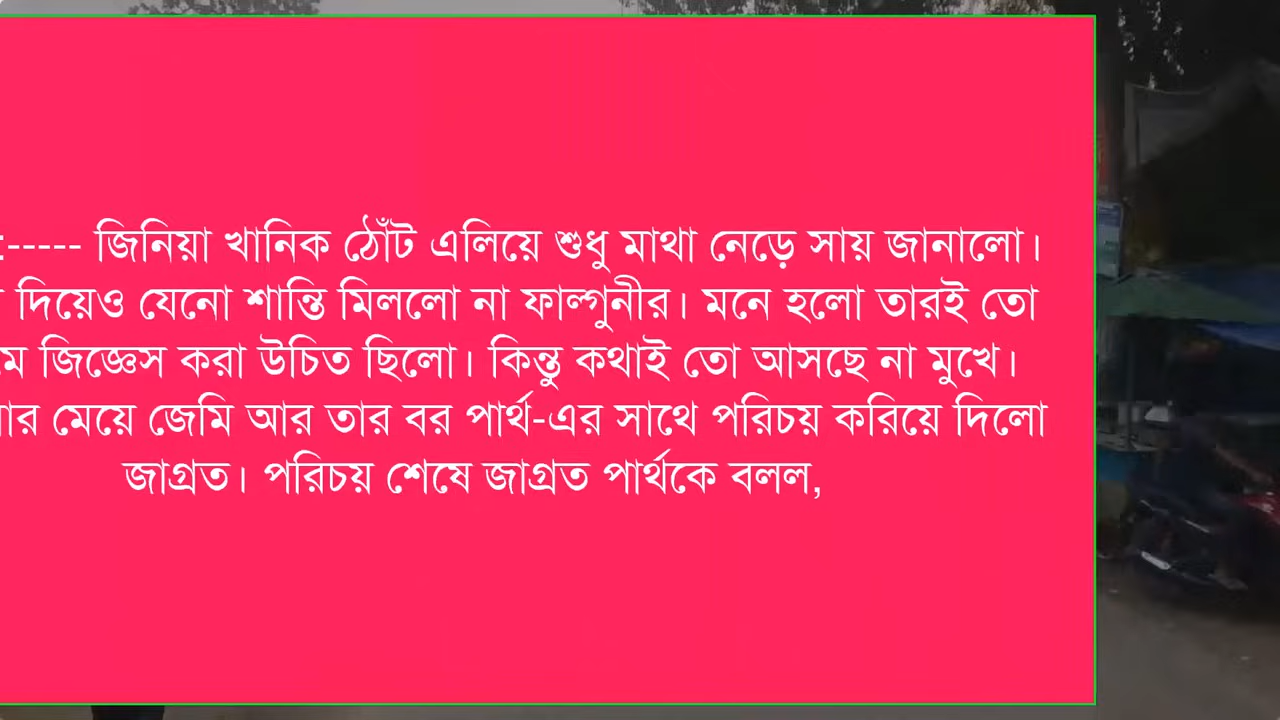 :----- জিনিয়া খানিক ঠোঁট এলিয়ে শুধু মাথা নেড়ে সায় জানালো।
দিয়েও যেনো শান্তি মিললো না ফাল্গুনীর। মনে হলো তারই তো
জিজ্ঞেস করা উচিত ছিলো। কিন্তু কথাই তো আসছে না মুখে।
মেয়ে জেমি আর তার বর পার্থ-এর সাথে পরিচয় করিয়ে দিলো
জাগ্রত। পরিচয় শেষে জাগ্রত পার্থকে বলল,